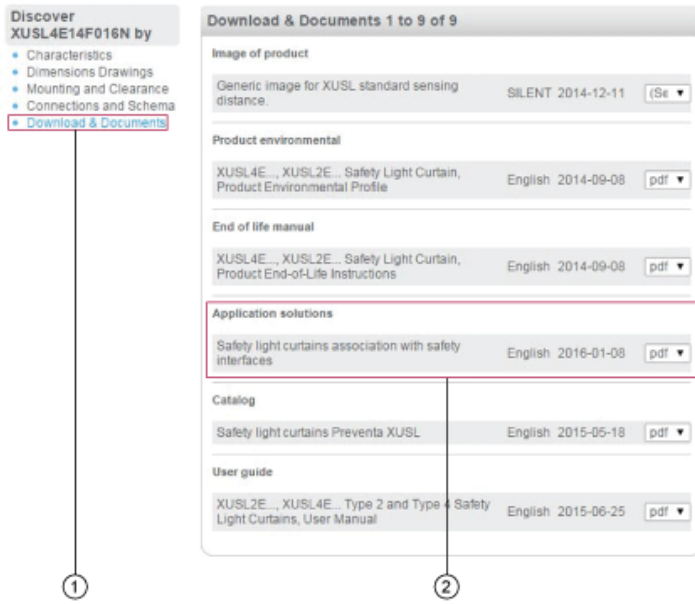 Discover
XUSL4E14F016N by
Characteristics
Dimensions Drawings
Mounting and Clearance
Connections and Schema
Download & Documents
Download & Documents 1 to 9 of 9
Image of product
Generic image for XUSL standard sensing
distance.
SILENT 2014-12-11 (Se
Product environmental
XUSL4E..., XUSL2E... Safety Light Curtain,
Product Environmental Profile
English 2014-09-08 pdf
End of life manual
XUSL4E..., XUSL2E... Safety Light Curtain,
Product End-of-Life Instructions
English 2014-09-08 pdf
Application solutions
Safety light curtains association with safety
interfaces
English 2016-01-08 pdf
Catalog
Safety light curtains Preventa XUSL
English 2015-05-18 pdf
User guide
XUSL2E..., XUSL4E... Type 2 and Type 4 Safety
Light Curtains, User Manual
English 2015-06-25 pdf
1
2